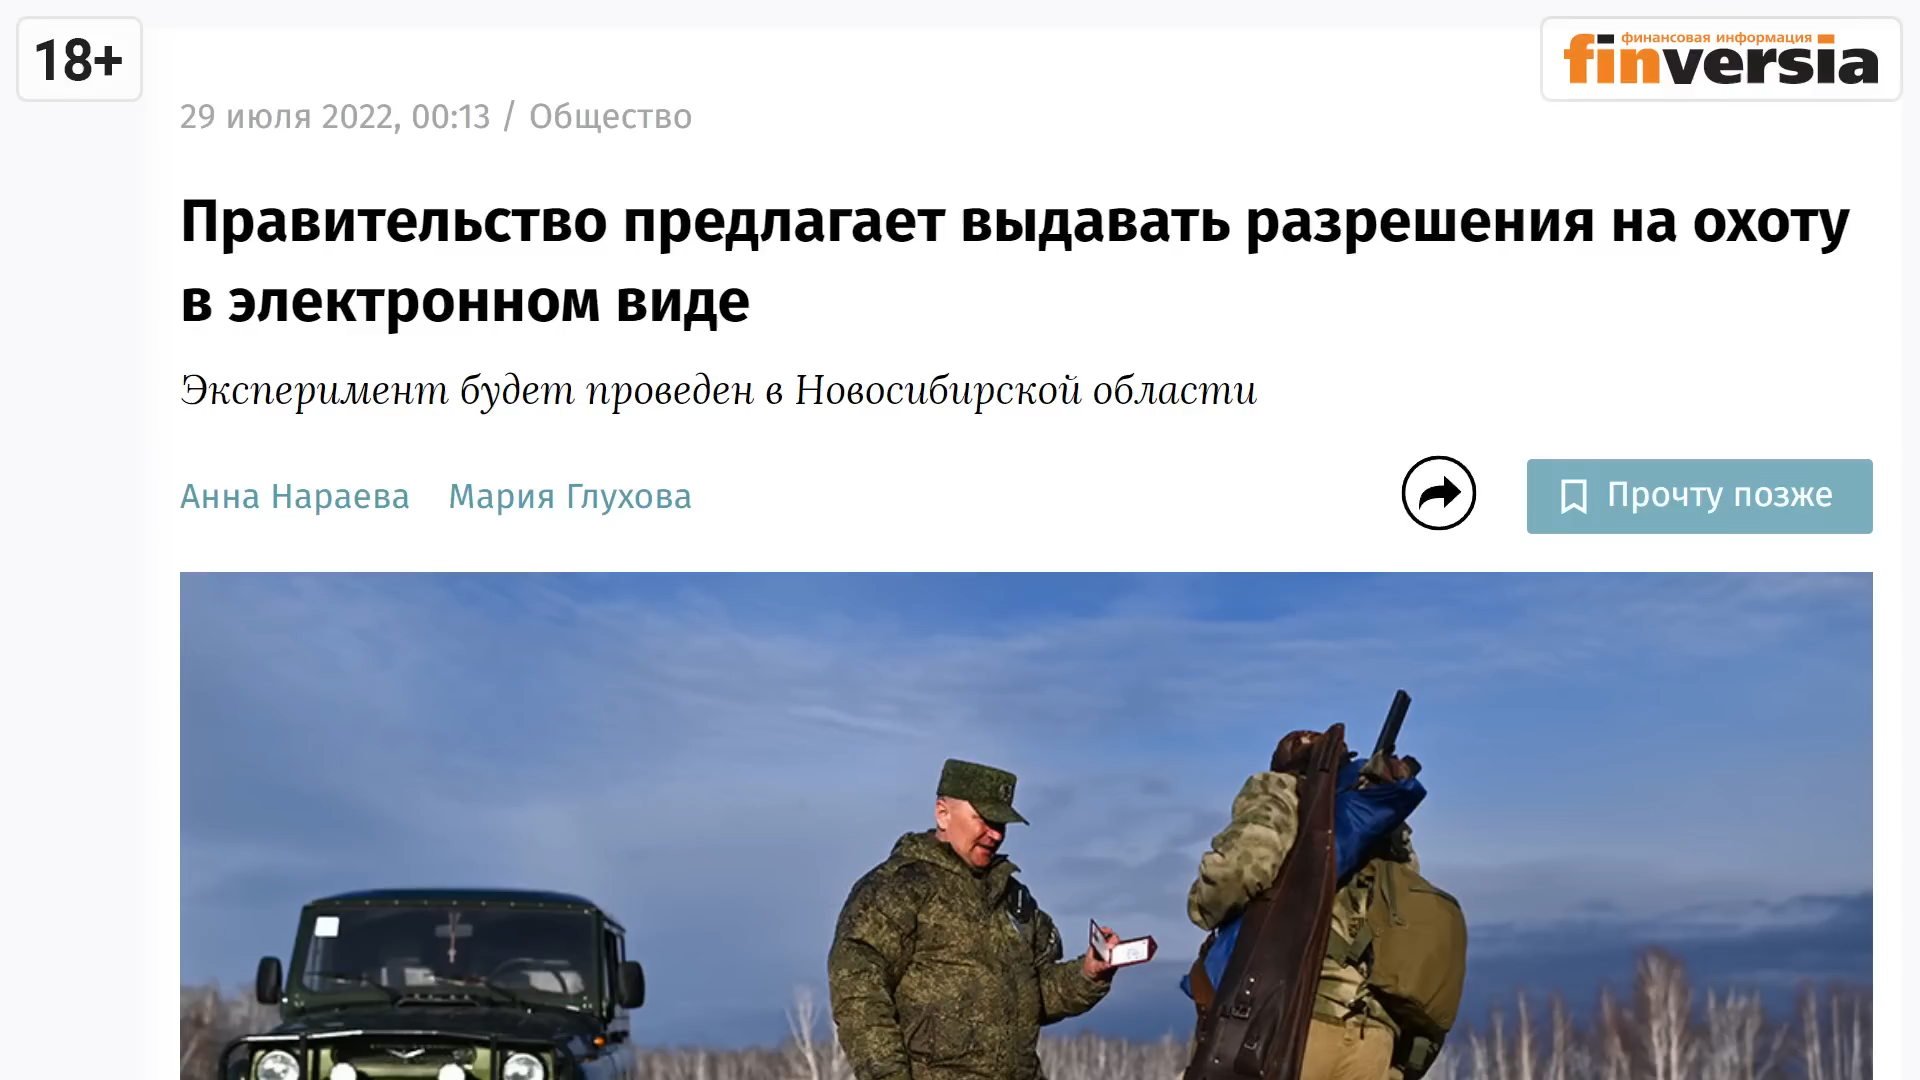 18+
финансовая информация
finversia
29 июля 2022, 00:13 / Общество
Правительство предлагает выдавать разрешения на охоту
в электронном виде
Эксперимент будет проведен в Новосибирской области
Анна Нараева Мария Глухова
Прочту позже